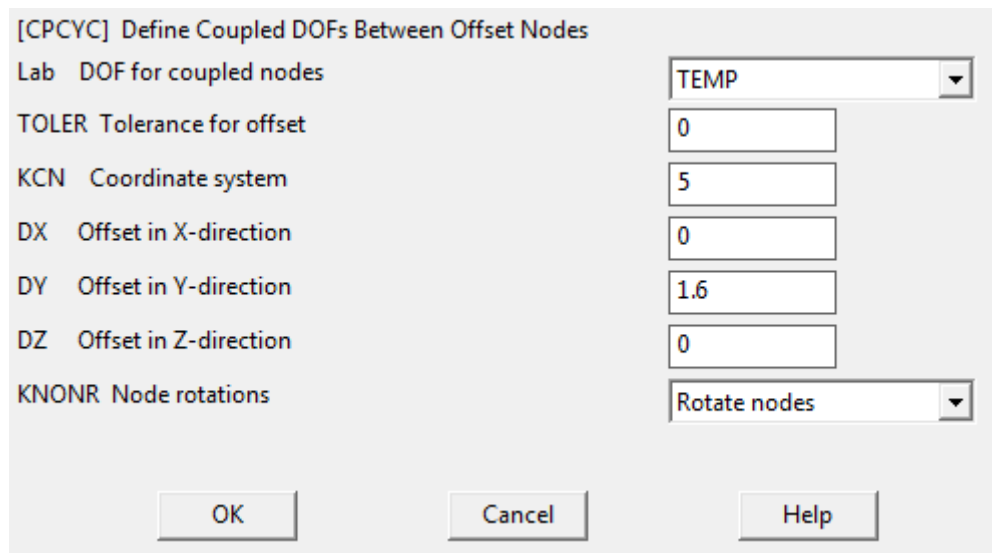 [CPCYC] Define Coupled DOFs Between Offset Nodes
Lab DOF for coupled nodes TEMP
TOLER Tolerance for offset 0
KCN Coordinate system 5
DX Offset in X-direction 0
DY Offset in Y-direction 1.6
DZ Offset in Z-direction 0
KNONR Node rotations Rotate nodes
OK Cancel Help